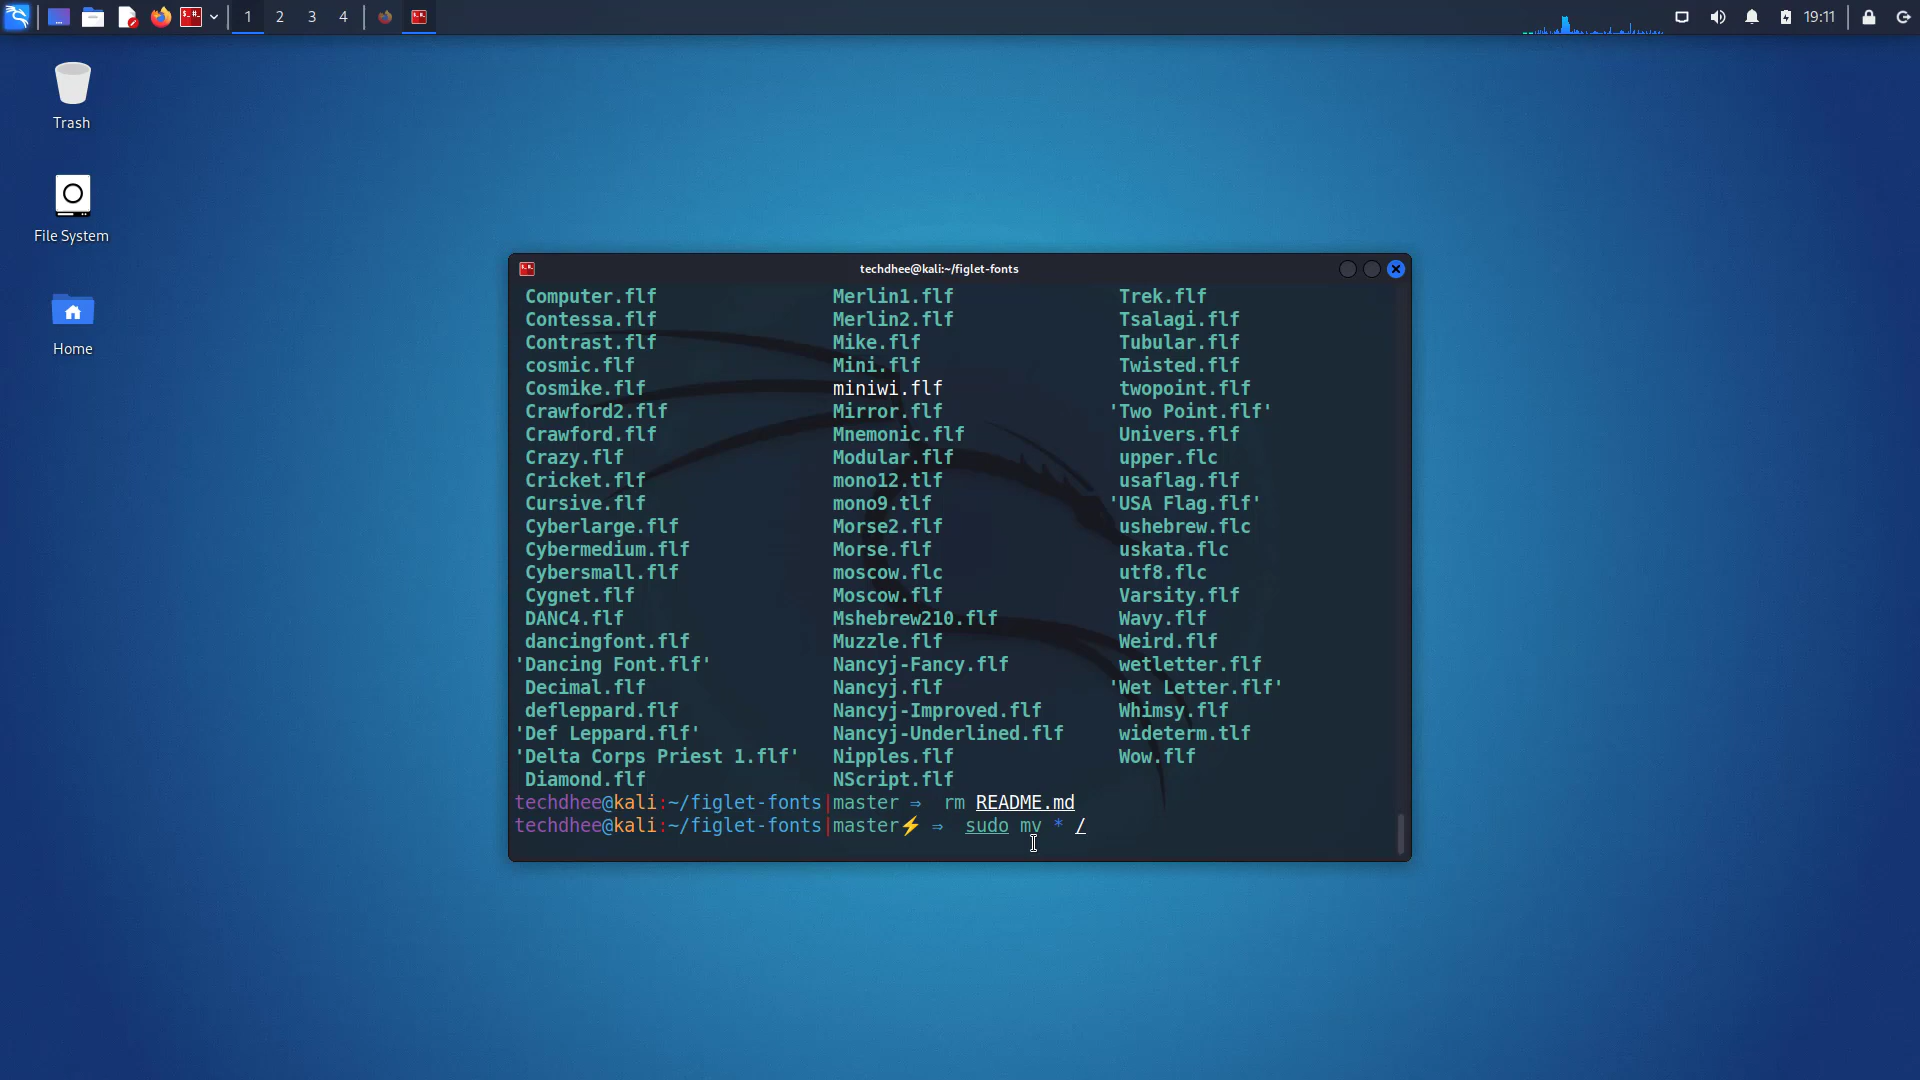 1 2 3 4 19:11
Trash
File System
Home
techdhee@kali:~/figlet-fonts
Computer.flf Merlin1.flf Trek.flf
Contessa.flf Merlin2.flf Tsalagi.flf
Contrast.flf Mike.flf Tubular.flf
cosmic.flf Mini.flf Twisted.flf
Cosmike.flf miniwi.flf twopoint.flf
Crawford2.flf Mirror.flf 'Two Point.flf'
Crawford.flf Mnemonic.flf Univers.flf
Crazy.flf Modular.flf upper.flc
Cricket.flf mono12.tlf usaflag.flf
Cursive.flf mono9.tlf 'USA Flag.flf'
Cyberlarge.flf Morse2.flf ushebrew.flc
Cybermedium.flf Morse.flf uskata.flc
Cybersmall.flf moscow.flc utf8.flc
Cygnet.flf Moscow.flf Varsity.flf
DANC4.flf Mshebrew210.flf Wavy.flf
dancingfont.flf Muzzle.flf Weird.flf
'Dancing Font.flf' Nancyj-Fancy.flf wetletter.flf
Decimal.flf Nancyj.flf 'Wet Letter.flf'
defleppard.flf Nancyj-Improved.flf Whimsy.flf
'Def Leppard.flf' Nancyj-Underlined.flf wideterm.tlf
'Delta Corps Priest 1.flf' Nipples.flf Wow.flf
Diamond.flf NScript.flf
techdhee@kali:~/figlet-fonts|master ⇒ rm README.md
techdhee@kali:~/figlet-fonts|master⚡ ⇒ sudo mv * /